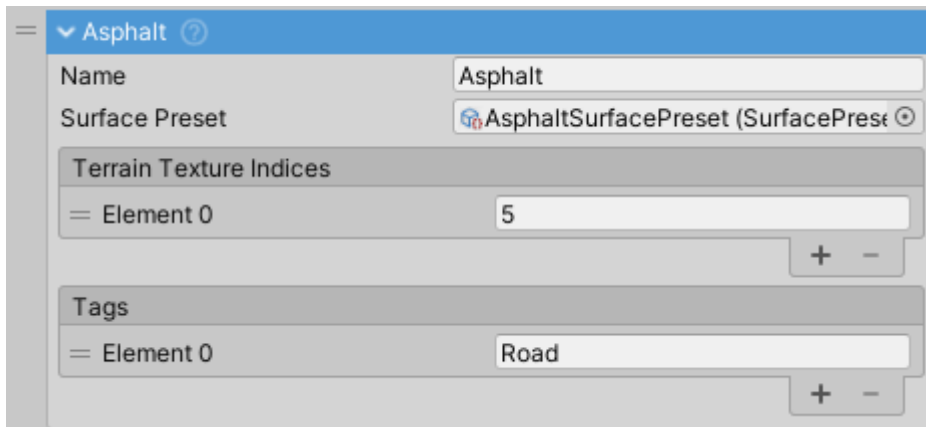 Asphalt
Name Asphalt
Surface Preset AsphaltSurfacePreset (SurfacePrese
Terrain Texture Indices
Element 0 5
+ −
Tags
Element 0 Road
+ −